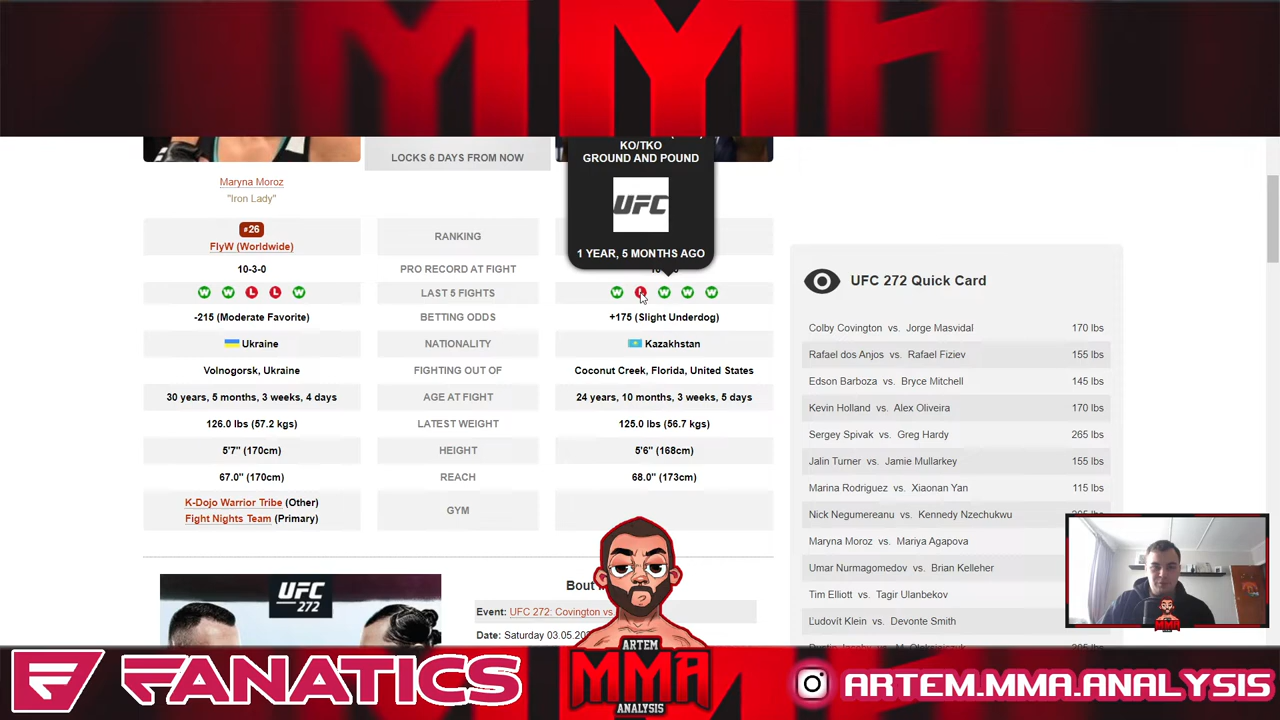 MMA
KO/TKO
GROUND AND POUND
UFC
1 YEAR, 5 MONTHS AGO
LOCKS 6 DAYS FROM NOW
Maryna Moroz
"Iron Lady"
#26
FlyW (Worldwide)
RANKING
10-3-0
PRO RECORD AT FIGHT
W W L L W
LAST 5 FIGHTS
W L W W W
-215 (Moderate Favorite)
BETTING ODDS
+175 (Slight Underdog)
Ukraine
NATIONALITY
Kazakhstan
Volnogorsk, Ukraine
FIGHTING OUT OF
Coconut Creek, Florida, United States
30 years, 5 months, 3 weeks, 4 days
AGE AT FIGHT
24 years, 10 months, 3 weeks, 5 days
126.0 lbs (57.2 kgs)
LATEST WEIGHT
125.0 lbs (56.7 kgs)
5'7" (170cm)
HEIGHT
5'6" (168cm)
67.0" (170cm)
REACH
68.0" (173cm)
K-Dojo Warrior Tribe (Other)
Fight Nights Team (Primary)
GYM
UFC 272 Quick Card
Colby Covington vs. Jorge Masvidal 170 lbs
Rafael dos Anjos vs. Rafael Fiziev 155 lbs
Edson Barboza vs. Bryce Mitchell 145 lbs
Kevin Holland vs. Alex Oliveira 170 lbs
Sergey Spivak vs. Greg Hardy 265 lbs
Jalin Turner vs. Jamie Mullarkey 155 lbs
Marina Rodriguez vs. Xiaonan Yan 115 lbs
Nick Negumereanu vs. Kennedy Nzechukwu
Maryna Moroz vs. Mariya Agapova
Umar Nurmagomedov vs. Brian Kelleher
Tim Elliott vs. Tagir Ulanbekov
Ľudovít Klein vs. Devonte Smith
UFC
272
Bout
Event: UFC 272: Covington vs.
Date: Saturday 03.05.20
ARTEM
MMA
ANALYSIS
MMA
FANATICS
ARTEM.MMA.ANALYSIS